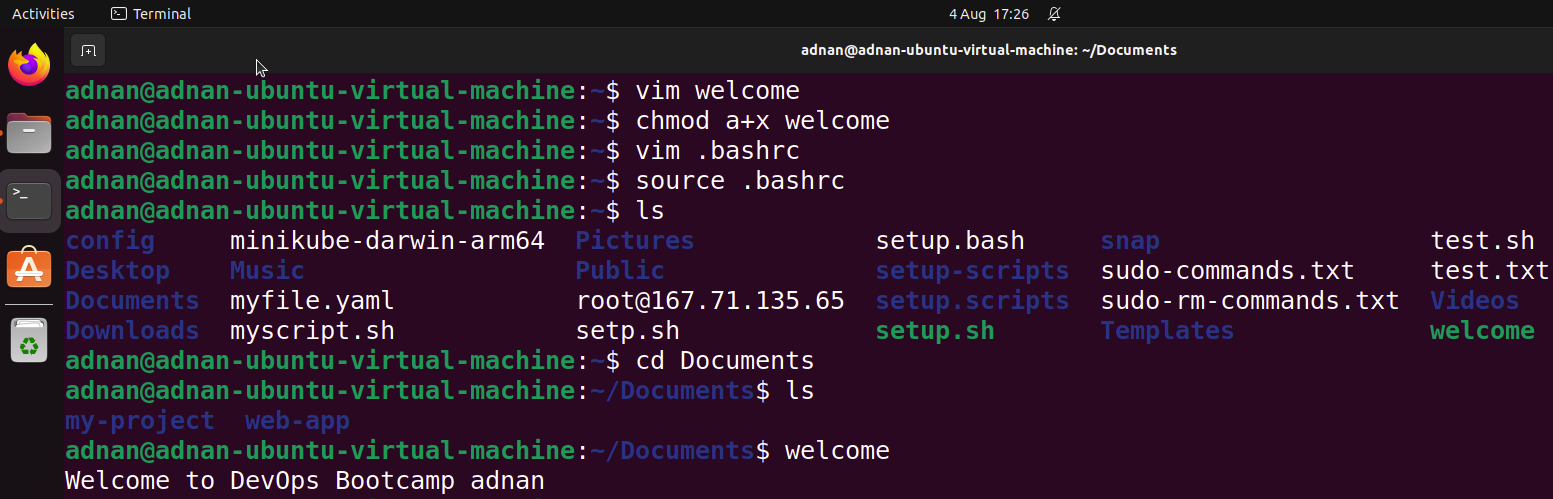 Activities Terminal 4 Aug 17:26
adnan@adnan-ubuntu-virtual-machine: ~/Documents
adnan@adnan-ubuntu-virtual-machine:~$ vim welcome
adnan@adnan-ubuntu-virtual-machine:~$ chmod a+x welcome
adnan@adnan-ubuntu-virtual-machine:~$ vim .bashrc
adnan@adnan-ubuntu-virtual-machine:~$ source .bashrc
adnan@adnan-ubuntu-virtual-machine:~$ ls
config minikube-darwin-arm64 Pictures setup.bash snap test.sh
Desktop Music Public setup-scripts sudo-commands.txt test.txt
Documents myfile.yaml root@167.71.135.65 setup.scripts sudo-rm-commands.txt Videos
Downloads myscript.sh setp.sh setup.sh Templates welcome
adnan@adnan-ubuntu-virtual-machine:~$ cd Documents
adnan@adnan-ubuntu-virtual-machine:~/Documents$ ls
my-project web-app
adnan@adnan-ubuntu-virtual-machine:~/Documents$ welcome
Welcome to DevOps Bootcamp adnan